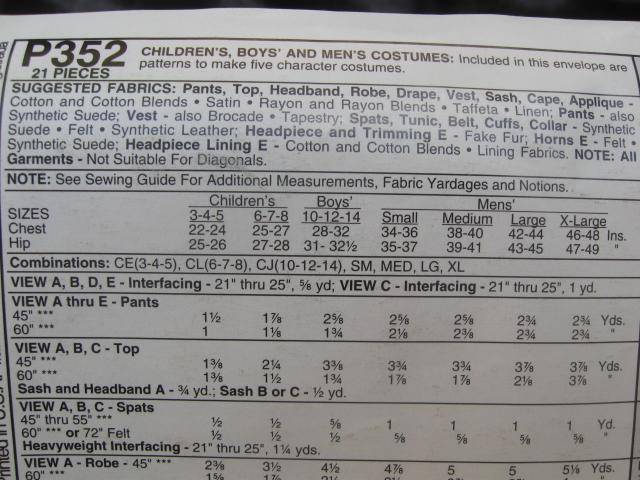 P352
21 PIECES
CHILDREN'S, BOYS' AND MEN'S COSTUMES: Included in this envelope are
patterns to make five character costumes.
SUGGESTED FABRICS: Pants, Top, Headband, Robe, Drape, Vest, Sash, Cape, Applique -
Cotton and Cotton Blends • Satin • Rayon and Rayon Blends • Taffeta • Linen; Pants - also
Synthetic Suede; Vest - also Brocade • Tapestry; Spats, Tunic, Belt, Cuffs, Collar - Synthetic
Suede • Felt • Synthetic Leather; Headpiece and Trimming E - Fake Fur; Horns E - Felt •
Synthetic Suede; Headpiece Lining E - Cotton and Cotton Blends • Lining Fabrics. NOTE: All
Garments - Not Suitable For Diagonals.
NOTE: See Sewing Guide For Additional Measurements, Fabric Yardages and Notions.
Children's Boys' Mens'
SIZES 3-4-5 6-7-8 10-12-14 Small Medium Large X-Large
Chest 22-24 25-27 28-32 34-36 38-40 42-44 46-48 Ins.
Hip 25-26 27-28 31- 32½ 35-37 39-41 43-45 47-49 "
Combinations: CE(3-4-5), CL(6-7-8), CJ(10-12-14), SM, MED, LG, XL
VIEW A, B, D, E - Interfacing - 21" thru 25", ⅝ yd; VIEW C - Interfacing - 21" thru 25", 1 yd.
VIEW A thru E - Pants
45" *** 1½ 1⅞ 2⅝ 2⅝ 2⅝ 2¾ 2¾ Yds.
60" *** 1 1⅛ 1¾ 2⅛ 2⅜ 2¾ 2¾ "
VIEW A, B, C - Top
45" *** 1⅜ 2¼ 3⅜ 3¾ 3¾ 3⅞ 3⅞ Yds.
60" *** 1⅜ 1½ 1¾ 1⅞ 1⅞ 2⅛ 3⅞ "
Sash and Headband A - ¾ yd.; Sash B or C - ½ yd.
VIEW A, B, C - Spats
45" thru 55" *** ½ ½ ⅝ 1 1 1 1 Yd.
60" *** or 72" Felt ½ ½ ½ ⅝ ⅝ ⅝ ⅝ "
Heavyweight Interfacing - 21" thru 25", 1¼ yds.
VIEW A - Robe - 45" *** 2⅜ 3½ 4½ 4⅞ 5 5 5⅛ Yds.
60" ***